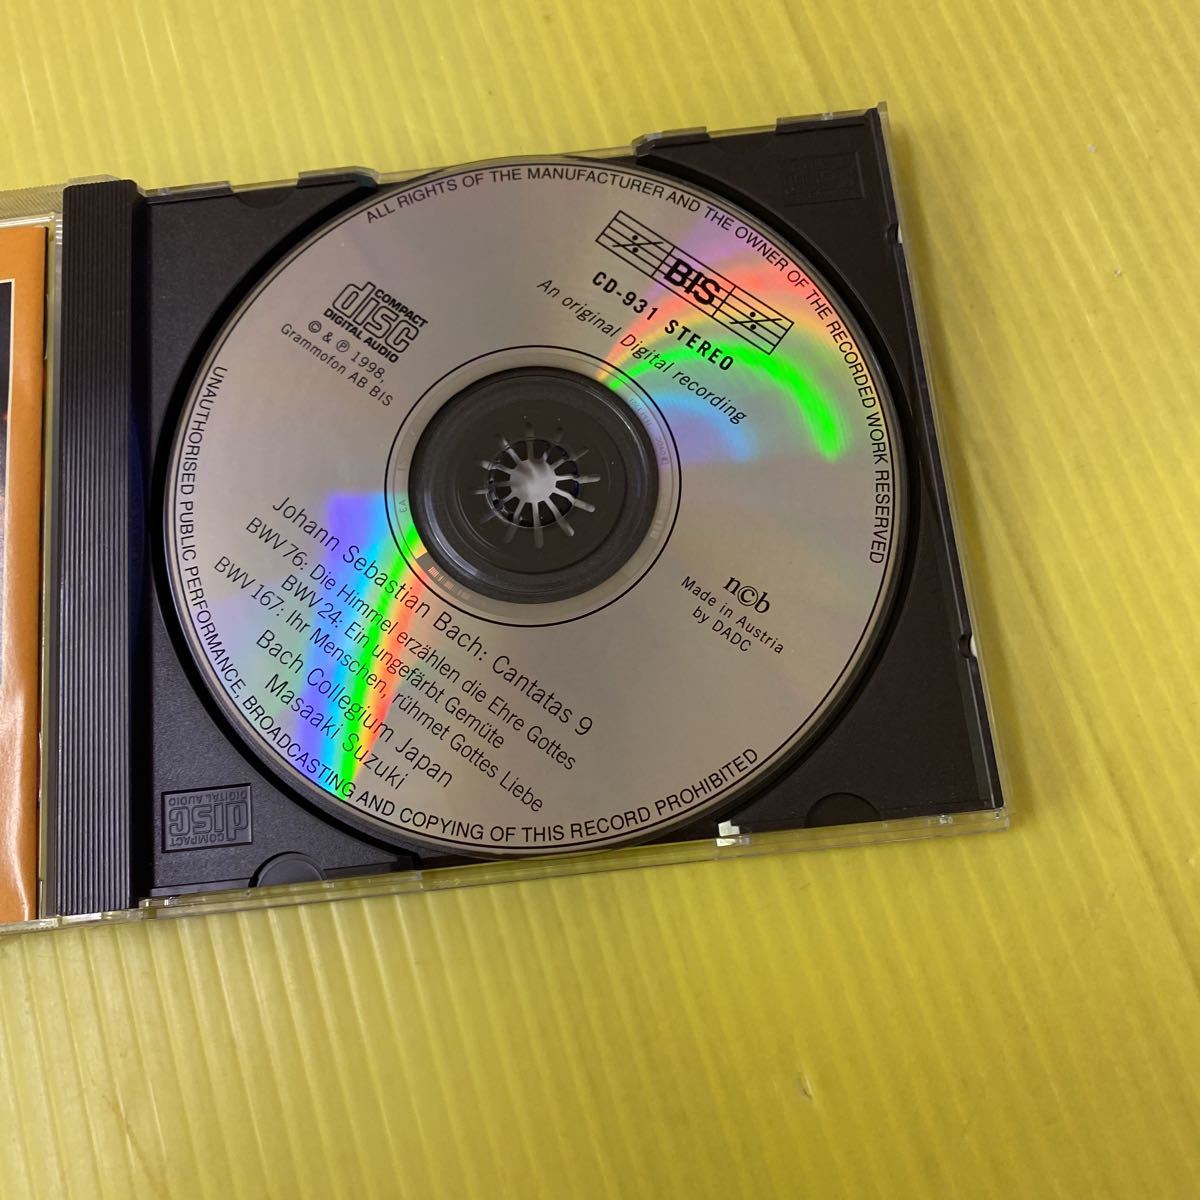 ALL RIGHTS OF THE MANUFACTURER AND THE OWNER OF THE RECORDED WORK RESERVED
UNAUTHORISED PUBLIC PERFORMANCE, BROADCASTING AND COPYING OF THIS RECORD PROHIBITED
BIS
CD-931 STEREO
An original Digital recording
COMPACT
disc
DIGITAL AUDIO
© & ℗ 1998,
Grammofon AB BIS
n©b
Made in Austria
by DADC
Johann Sebastian Bach: Cantatas 9
BWV 76: Die Himmel erzählen die Ehre Gottes
BWV 24: Ein ungefärbt Gemüte
BWV 167: Ihr Menschen, rühmet Gottes Liebe
Bach Collegium Japan
Masaaki Suzuki
COMPACT
disc
DIGITAL AUDIO